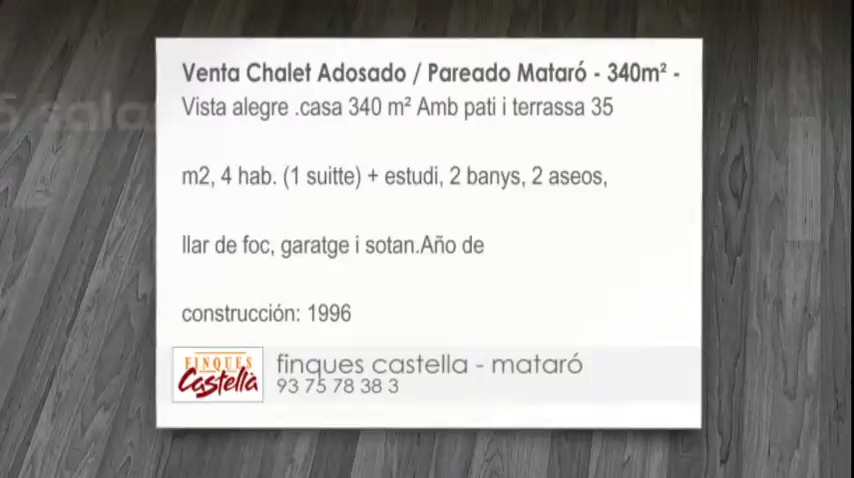 Venta Chalet Adosado / Pareado Mataró - 340m² -
Vista alegre .casa 340 m² Amb pati i terrassa 35
m2, 4 hab. (1 suitte) + estudi, 2 banys, 2 aseos,
llar de foc, garatge i sotan.Año de
construcción: 1996
FINQUES
Castellà
finques castella - mataró
93 75 78 38 3